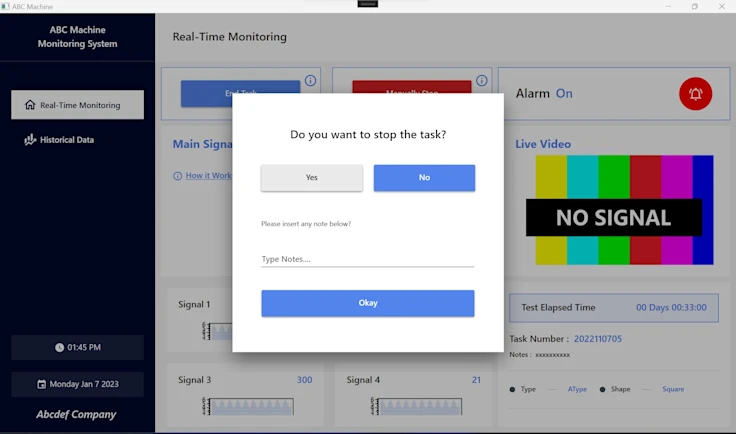 ABC Machine
ABC Machine
Monitoring System
Real-Time Monitoring
Historical Data
01:45 PM
Monday Jan 7 2023
Abcdef Company
Real-Time Monitoring
End Task
Manually Stop
Alarm On
Main Signa
How it Work
Live Video
NO SIGNAL
Do you want to stop the task?
Yes
No
Please insert any note below?
Type Notes....
Okay
Signal 1
Signal 3
300
Signal 4
21
Test Elapsed Time
00 Days 00:33:00
Task Number : 2022110705
Notes : xxxxxxxxxx
Type
AType
Shape
Square